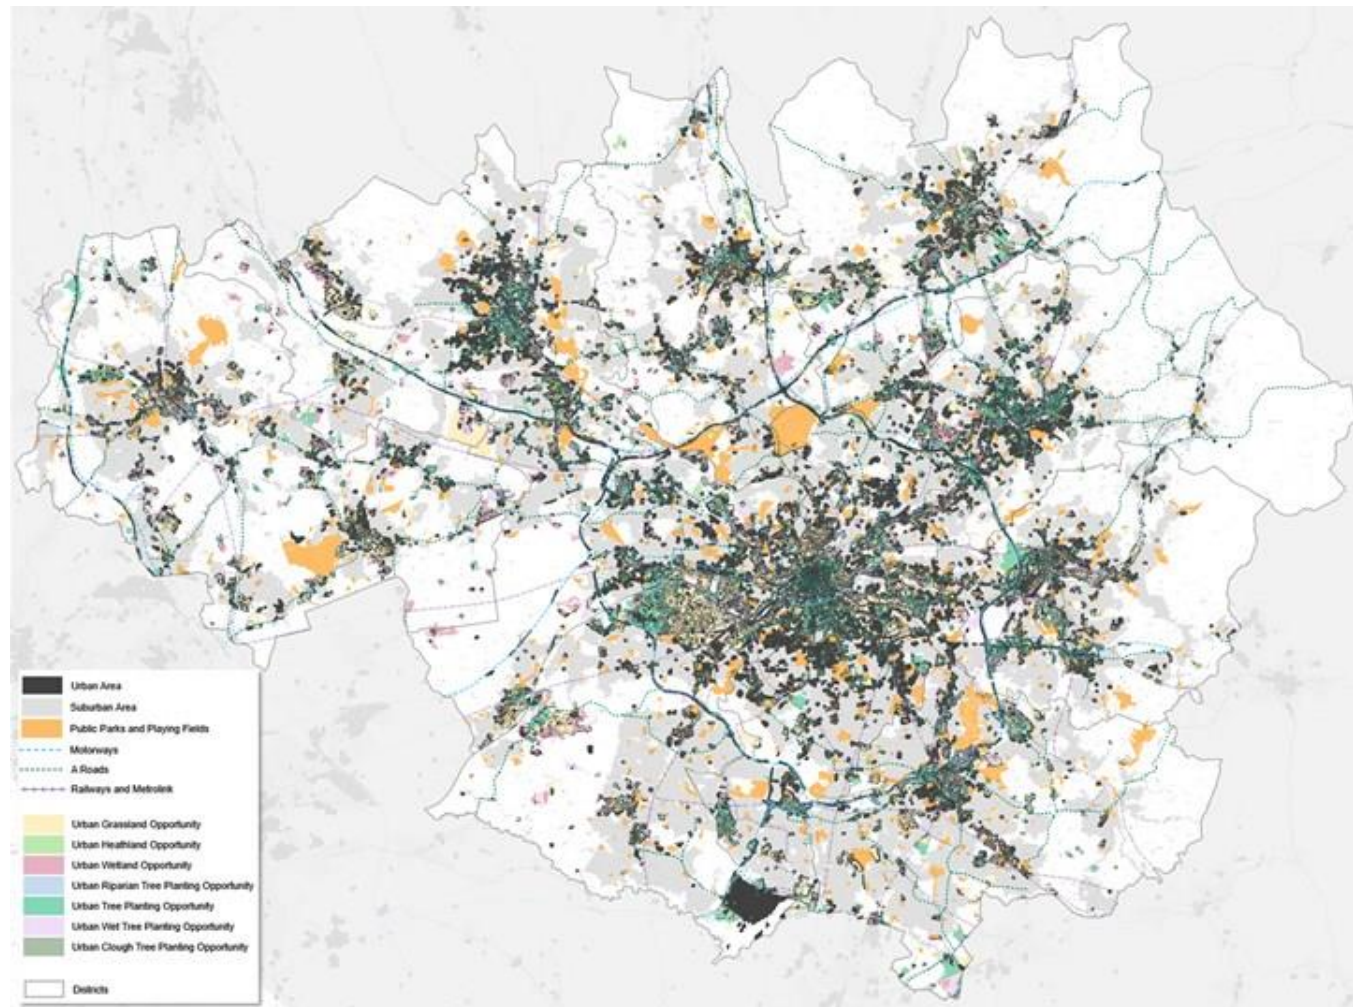 Urban Area
Suburban Area
Public Parks and Playing Fields
Motorways
A Roads
Railways and Metrolink
Urban Grassland Opportunity
Urban Heathland Opportunity
Urban Wetland Opportunity
Urban Riparian Tree Planting Opportunity
Urban Tree Planting Opportunity
Urban Wet Tree Planting Opportunity
Urban Clough Tree Planting Opportunity
Districts